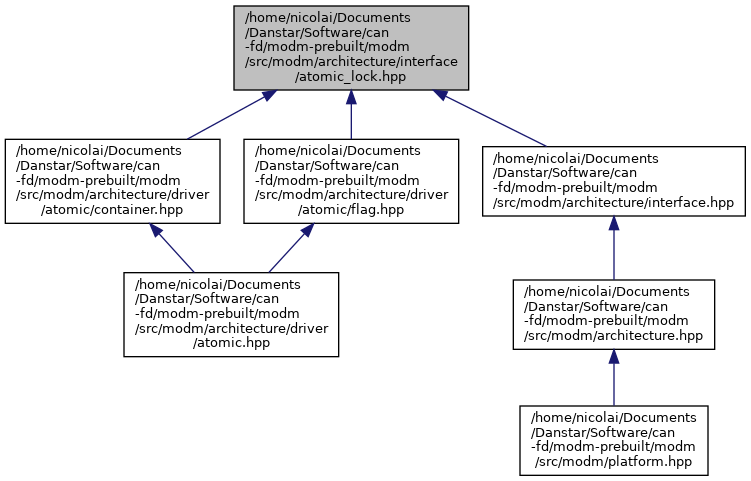 /home/nicolai/Documents
/Danstar/Software/can
-fd/modm-prebuilt/modm
/src/modm/architecture/interface
/atomic_lock.hpp
/home/nicolai/Documents
/Danstar/Software/can
-fd/modm-prebuilt/modm
/src/modm/architecture/driver
/atomic/container.hpp
/home/nicolai/Documents
/Danstar/Software/can
-fd/modm-prebuilt/modm
/src/modm/architecture/driver
/atomic/flag.hpp
/home/nicolai/Documents
/Danstar/Software/can
-fd/modm-prebuilt/modm
/src/modm/architecture/interface.hpp
/home/nicolai/Documents
/Danstar/Software/can
-fd/modm-prebuilt/modm
/src/modm/architecture/driver
/atomic.hpp
/home/nicolai/Documents
/Danstar/Software/can
-fd/modm-prebuilt/modm
/src/modm/architecture.hpp
/home/nicolai/Documents
/Danstar/Software/can
-fd/modm-prebuilt/modm
/src/modm/platform.hpp